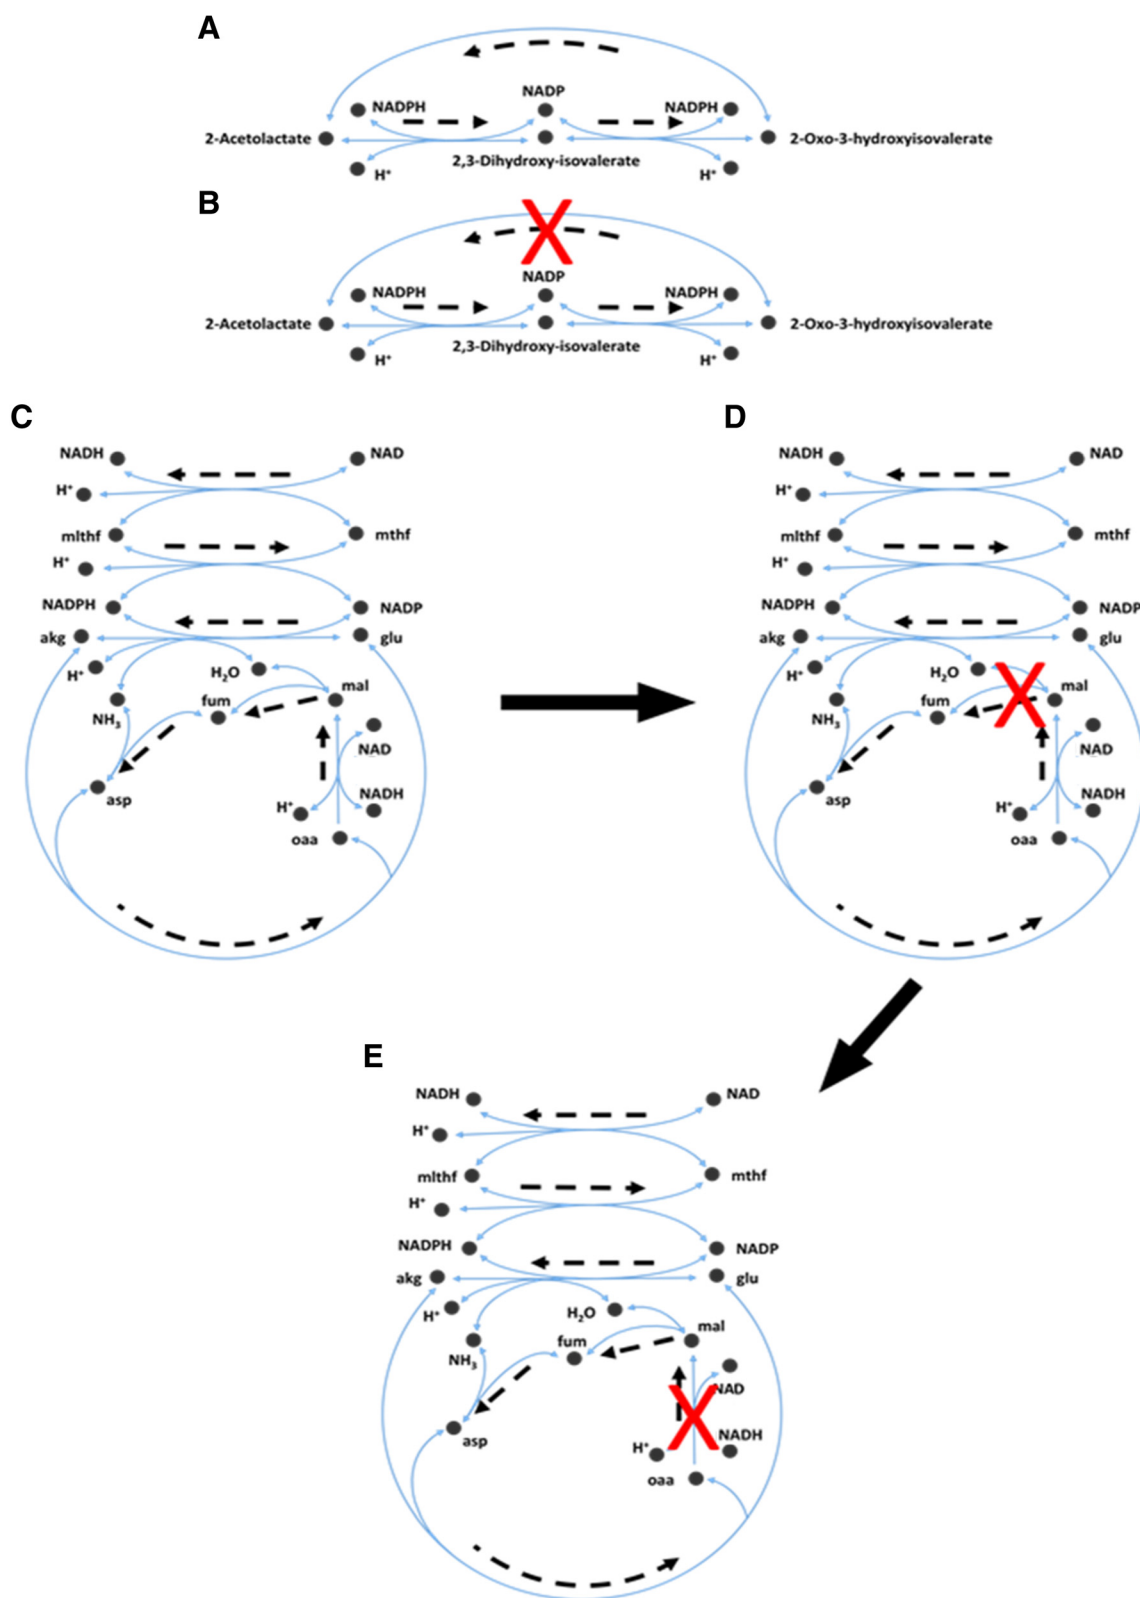 A
NADPH NADP NADPH
2-Acetolactate 2-Oxo-3-hydroxyisovalerate
2,3-Dihydroxy-isovalerate
H⁺ H⁺
B
NADPH NADP NADPH
2-Acetolactate 2-Oxo-3-hydroxyisovalerate
2,3-Dihydroxy-isovalerate
H⁺ H⁺
C
NADH NAD
H⁺
mlthf mthf
H⁺
NADPH NADP
akg glu
H⁺ H₂O
fum mal
NH₃
NAD
asp
H⁺ NADH
oaa
D
NADH NAD
H⁺
mlthf mthf
H⁺
NADPH NADP
akg glu
H⁺ H₂O
fum mal
NH₃
NAD
asp
H⁺ NADH
oaa
E
NADH NAD
H⁺
mlthf mthf
H⁺
NADPH NADP
akg glu
H⁺ H₂O
fum mal
NH₃
NAD
asp
H⁺ NADH
oaa